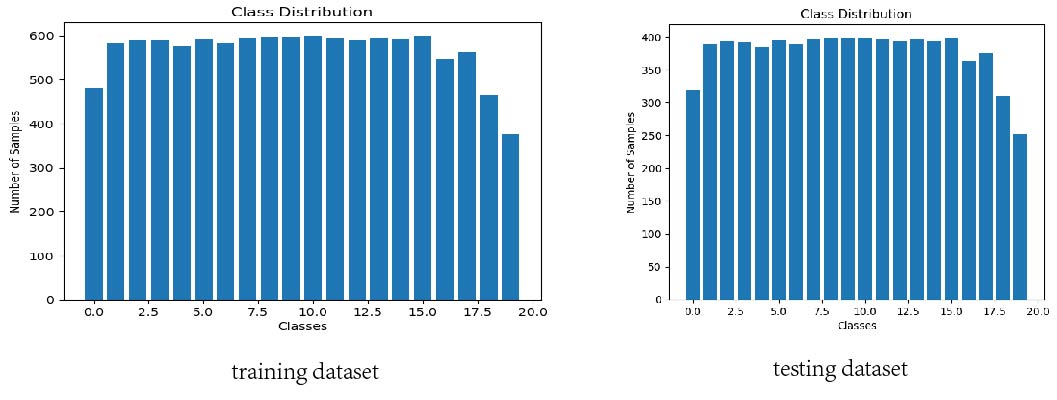 Class Distribution
Number of Samples
600
500
400
300
200
100
0
0.0 2.5 5.0 7.5 10.0 12.5 15.0 17.5 20.0
Classes
training dataset
Class Distribution
Number of Samples
400
350
300
250
200
150
100
50
0
0.0 2.5 5.0 7.5 10.0 12.5 15.0 17.5 20.0
Classes
testing dataset